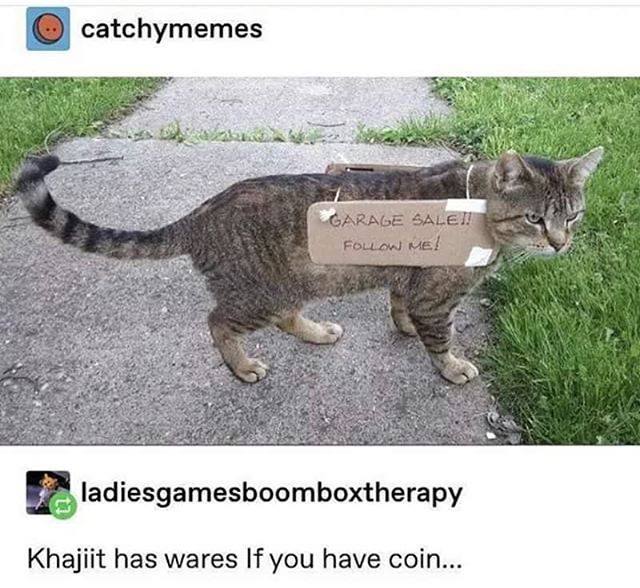 catchymemes
GARAGE SALE!!
FOLLOW ME!
ladiesgamesboomboxtherapy
Khajiit has wares If you have coin...